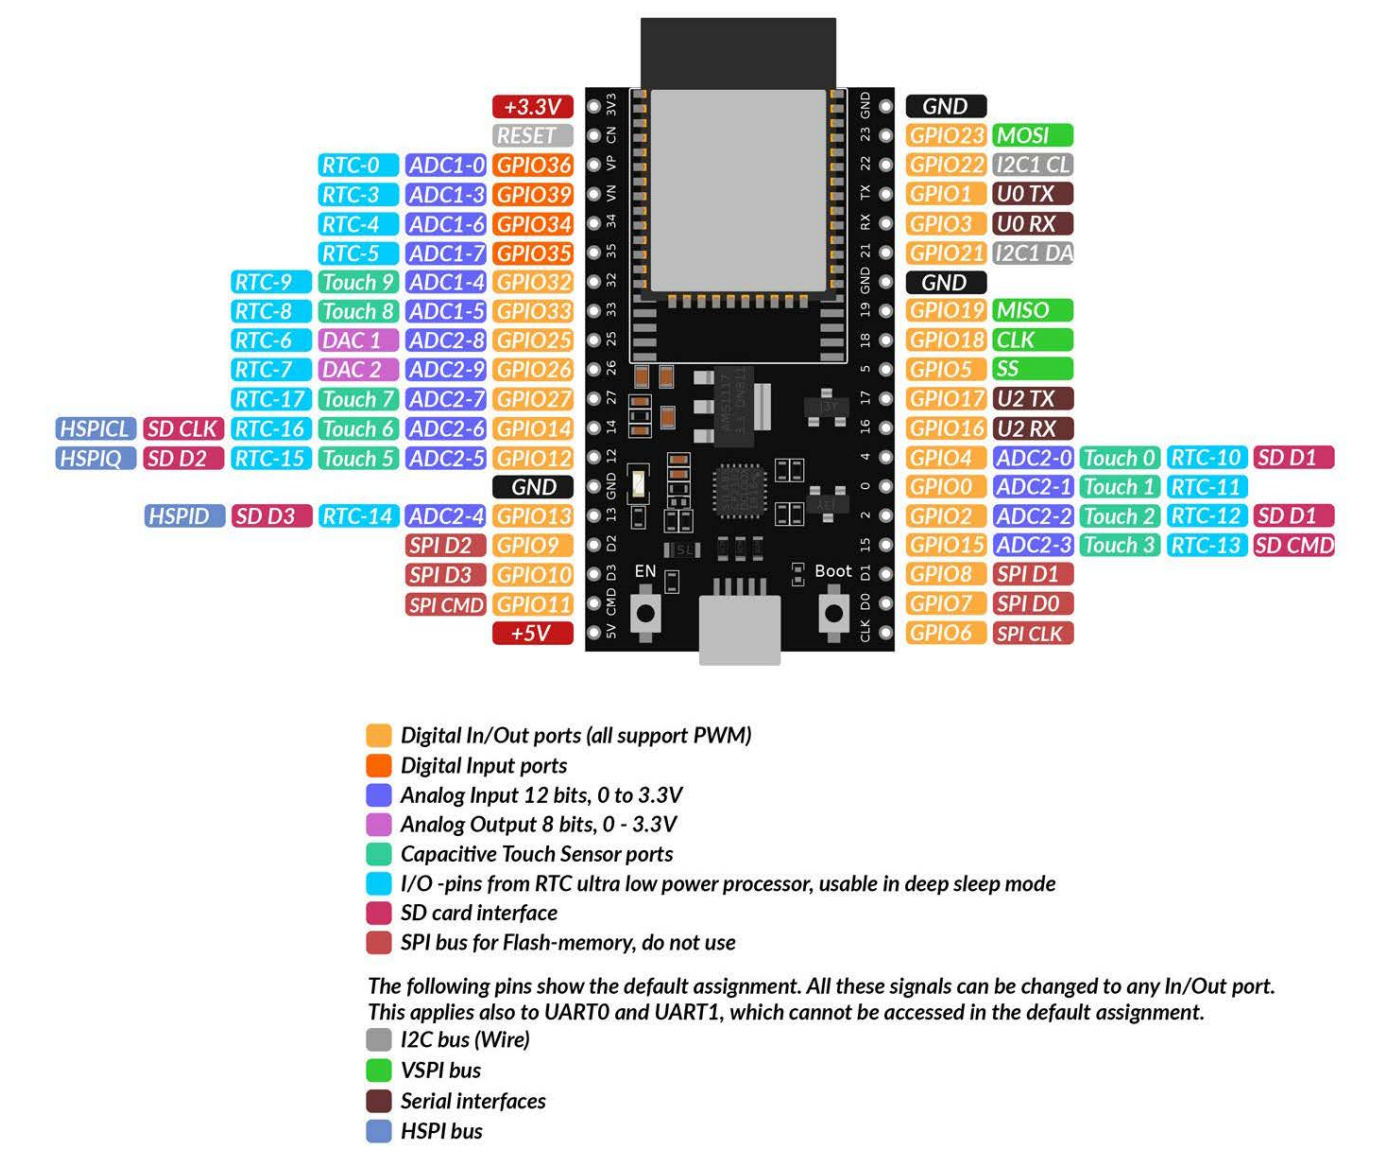 +3.3V 3V3 GND GND
RESET CN 23 GPIO23 MOSI
RTC-0 ADC1-0 GPIO36 VP 22 GPIO22 I2C1 CL
RTC-3 ADC1-3 GPIO39 VN TX GPIO1 U0 TX
RTC-4 ADC1-6 GPIO34 34 RX GPIO3 U0 RX
RTC-5 ADC1-7 GPIO35 35 21 GPIO21 I2C1 DA
RTC-9 Touch 9 ADC1-4 GPIO32 32 GND GND
RTC-8 Touch 8 ADC1-5 GPIO33 33 19 GPIO19 MISO
RTC-6 DAC 1 ADC2-8 GPIO25 25 18 GPIO18 CLK
RTC-7 DAC 2 ADC2-9 GPIO26 26 5 GPIO5 SS
RTC-17 Touch 7 ADC2-7 GPIO27 27 AMS1117 17 GPIO17 U2 TX
HSPICL SD CLK RTC-16 Touch 6 ADC2-6 GPIO14 14 16 GPIO16 U2 RX
HSPIQ SD D2 RTC-15 Touch 5 ADC2-5 GPIO12 12 4 GPIO4 ADC2-0 Touch 0 RTC-10 SD D1
GND GND 0 GPIO0 ADC2-1 Touch 1 RTC-11
HSPID SD D3 RTC-14 ADC2-4 GPIO13 13 2 GPIO2 ADC2-2 Touch 2 RTC-12 SD D1
SPI D2 GPIO9 D2 15 GPIO15 ADC2-3 Touch 3 RTC-13 SD CMD
SPI D3 GPIO10 D3 EN Boot D1 GPIO8 SPI D1
SPI CMD GPIO11 CMD D0 GPIO7 SPI D0
+5V 5V CLK GPIO6 SPI CLK
Digital In/Out ports (all support PWM)
Digital Input ports
Analog Input 12 bits, 0 to 3.3V
Analog Output 8 bits, 0 - 3.3V
Capacitive Touch Sensor ports
I/O -pins from RTC ultra low power processor, usable in deep sleep mode
SD card interface
SPI bus for Flash-memory, do not use
The following pins show the default assignment. All these signals can be changed to any In/Out port.
This applies also to UART0 and UART1, which cannot be accessed in the default assignment.
I2C bus (Wire)
VSPI bus
Serial interfaces
HSPI bus